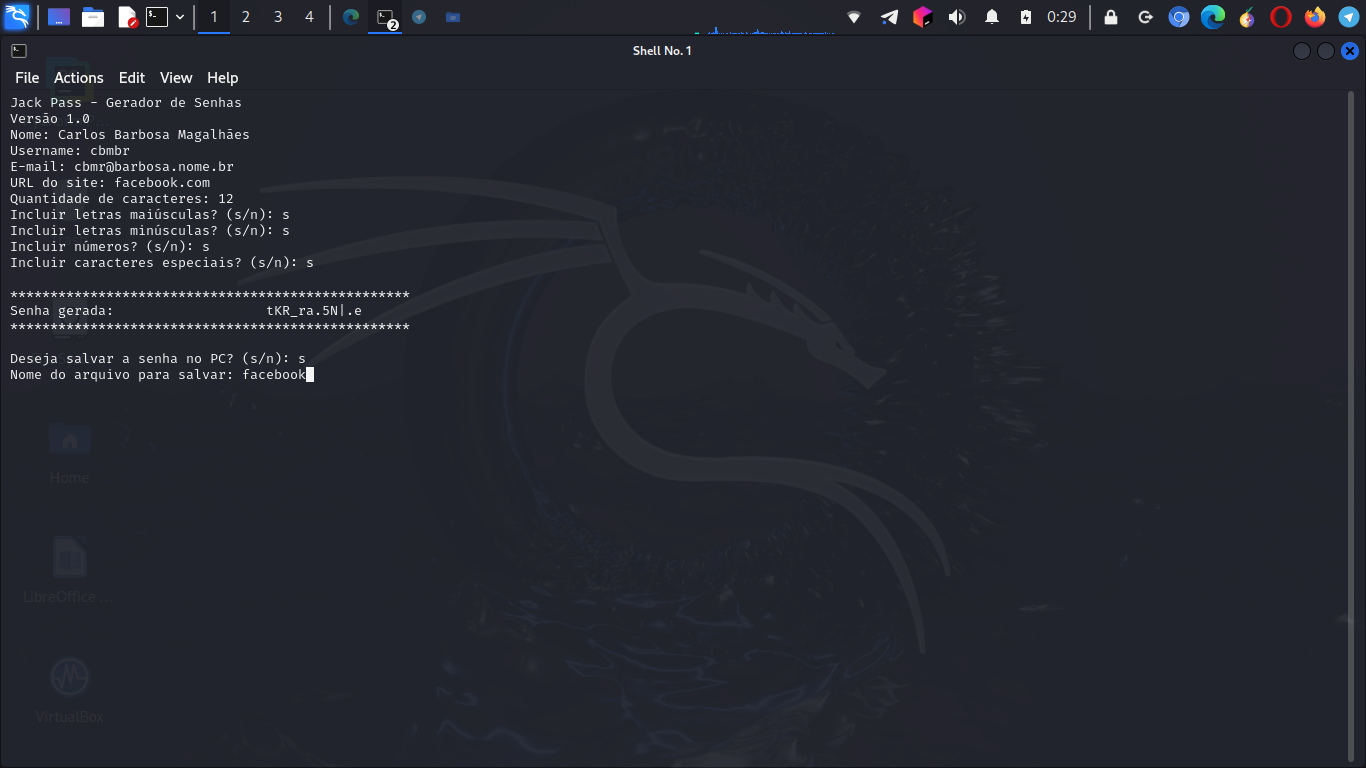 1 2 3 4 2 0:29
Shell No. 1
File Actions Edit View Help
Jack Pass - Gerador de Senhas
Versão 1.0
Nome: Carlos Barbosa Magalhães
Username: cbmbr
E-mail: cbmr@barbosa.nome.br
URL do site: facebook.com
Quantidade de caracteres: 12
Incluir letras maiúsculas? (s/n): s
Incluir letras minúsculas? (s/n): s
Incluir números? (s/n): s
Incluir caracteres especiais? (s/n): s
**************************************************
Senha gerada: tKR_ra.5N|.e
**************************************************
Deseja salvar a senha no PC? (s/n): s
Nome do arquivo para salvar: facebook
Home
LibreOffice ...
VirtualBox